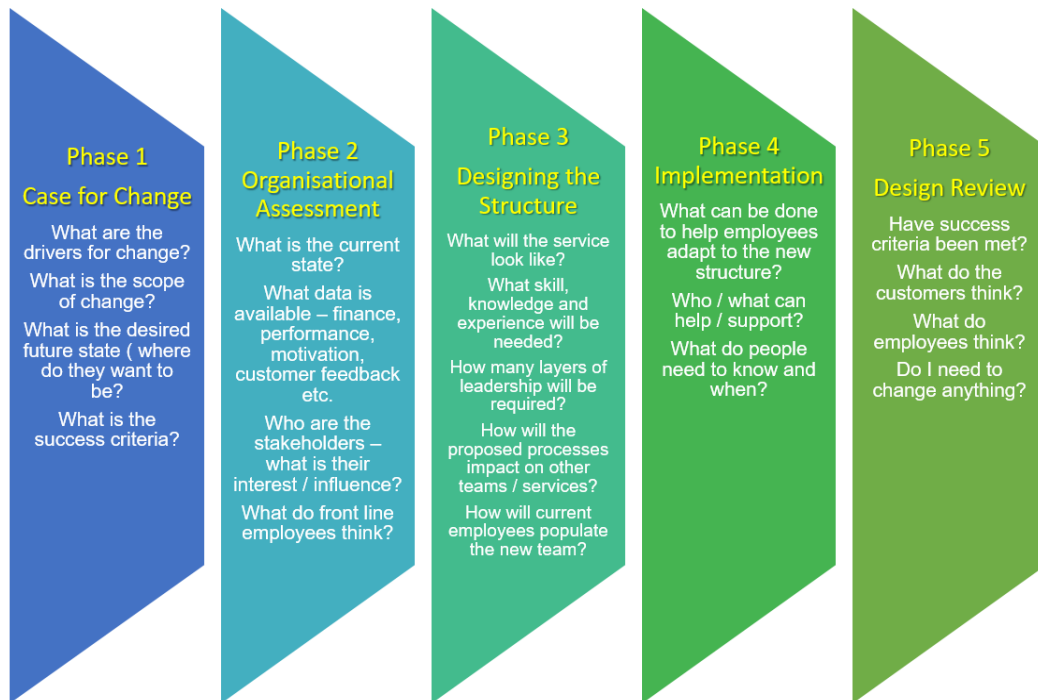 Phase 1
Case for Change
What are the
drivers for change?
What is the scope
of change?
What is the desired
future state ( where
do they want to
be?
What is the
success criteria?
Phase 2
Organisational
Assessment
What is the current
state?
What data is
available – finance,
performance,
motivation,
customer feedback
etc.
Who are the
stakeholders –
what is their
interest / influence?
What do front line
employees think?
Phase 3
Designing the
Structure
What will the service
look like?
What skill,
knowledge and
experience will be
needed?
How many layers of
leadership will be
required?
How will the
proposed processes
impact on other
teams / services?
How will current
employees populate
the new team?
Phase 4
Implementation
What can be done
to help employees
adapt to the new
structure?
Who / what can
help / support?
What do people
need to know and
when?
Phase 5
Design Review
Have success
criteria been met?
What do the
customers think?
What do
employees think?
Do I need to
change anything?